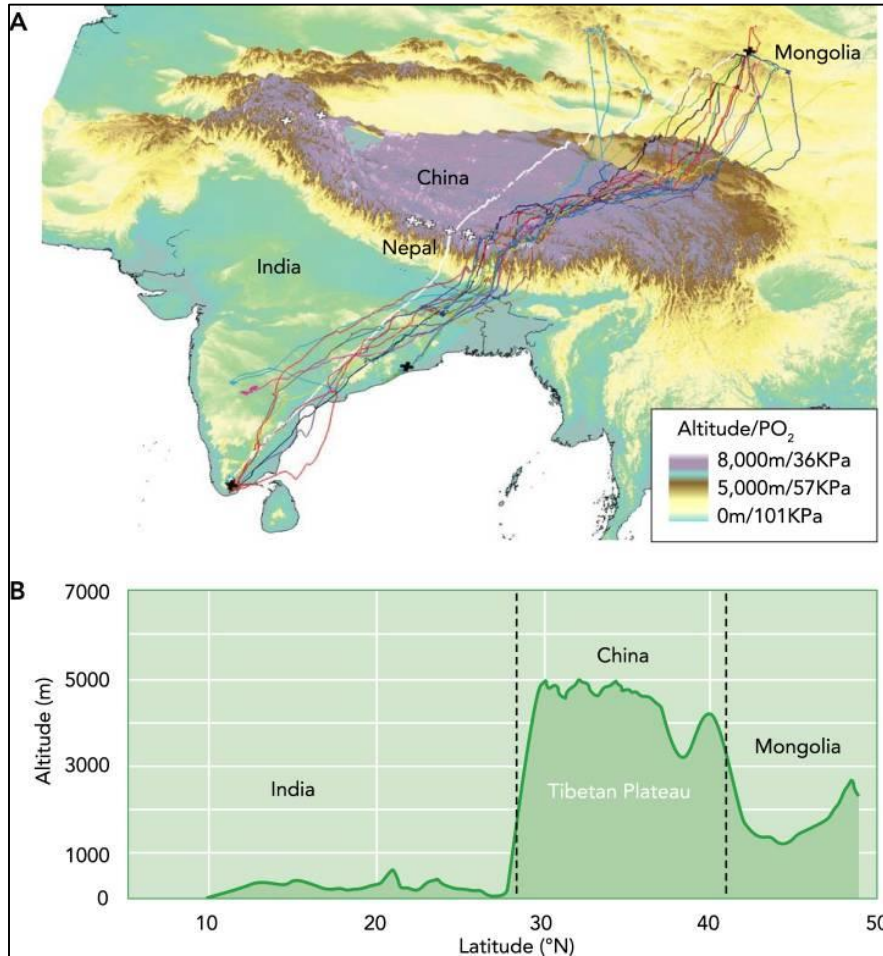 A
Mongolia
China
Nepal
India
Altitude/PO₂
8,000m/36KPa
5,000m/57KPa
0m/101KPa
B
7000
5000
3000
1000
0
Altitude (m)
China
Mongolia
India
Tibetan Plateau
10 20 30 40 50
Latitude (°N)